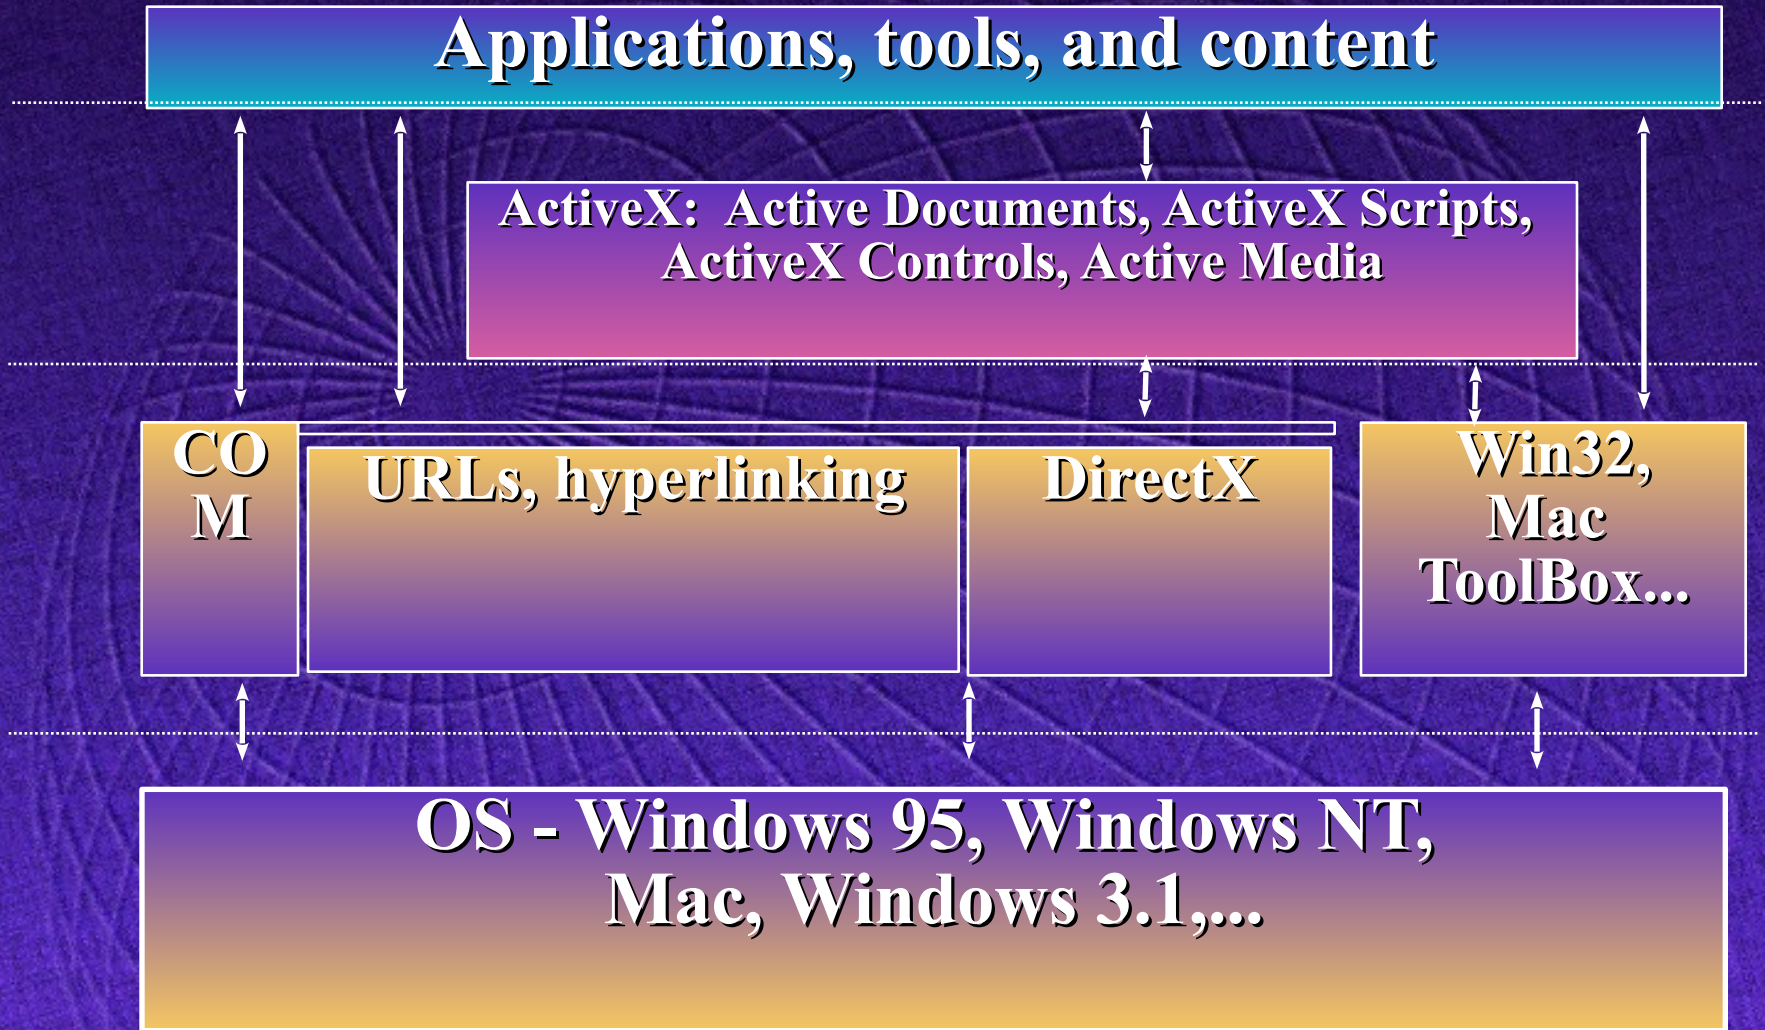 Applications, tools, and content
ActiveX: Active Documents, ActiveX Scripts,
ActiveX Controls, Active Media
CO
M
URLs, hyperlinking
DirectX
Win32,
Mac
ToolBox...
OS - Windows 95, Windows NT,
Mac, Windows 3.1,...